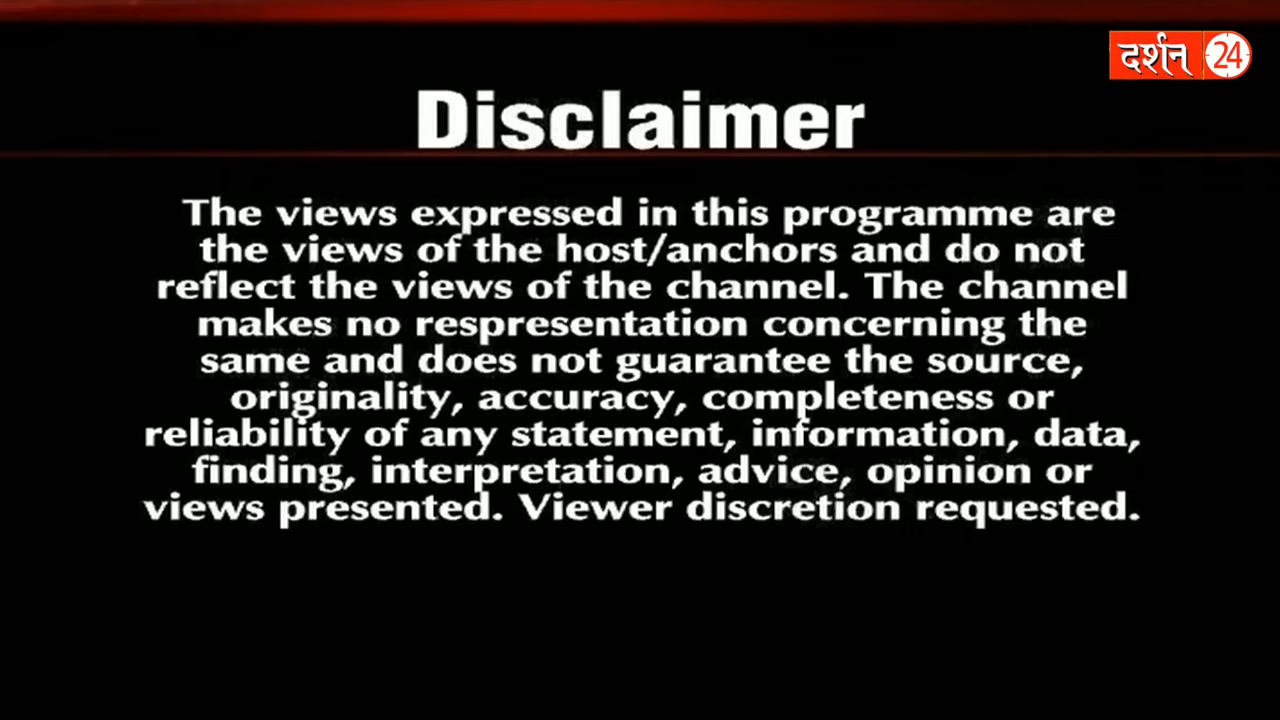 दर्शन 24
Disclaimer
The views expressed in this programme are
the views of the host/anchors and do not
reflect the views of the channel. The channel
makes no respresentation concerning the
same and does not guarantee the source,
originality, accuracy, completeness or
reliability of any statement, information, data,
finding, interpretation, advice, opinion or
views presented. Viewer discretion requested.